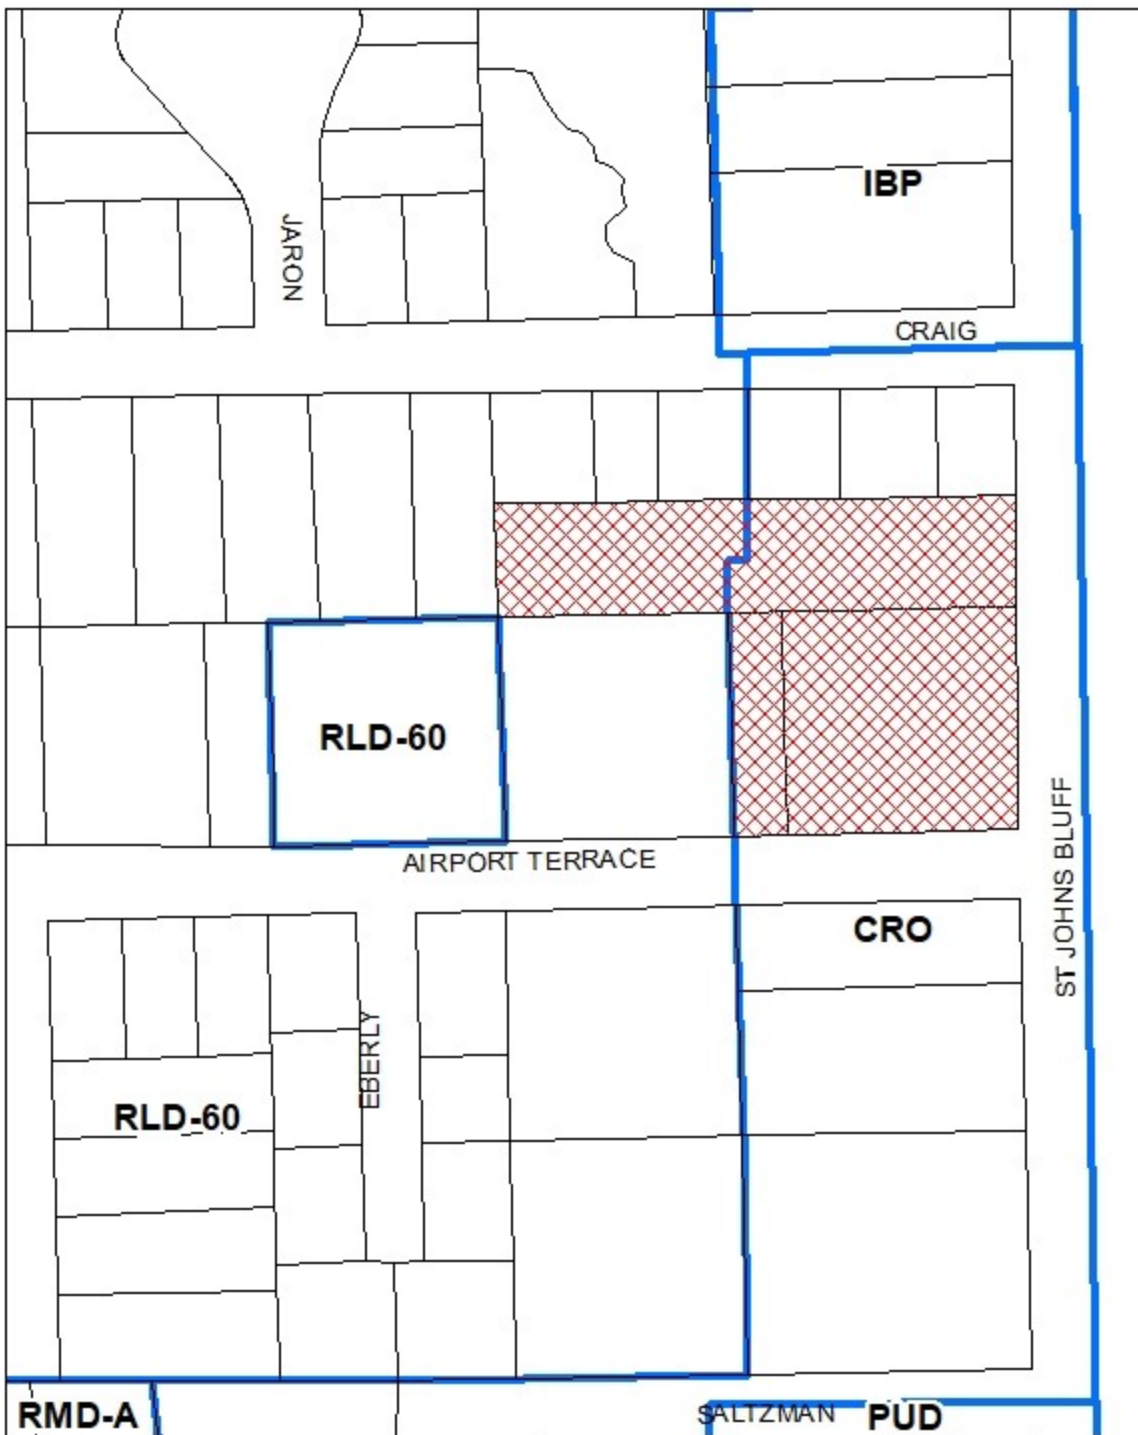 IBP
JARON
CRAIG
RLD-60
AIRPORT TERRACE
ST JOHNS BLUFF
CRO
EBERLY
RLD-60
RMD-A
SALTZMAN
PUD